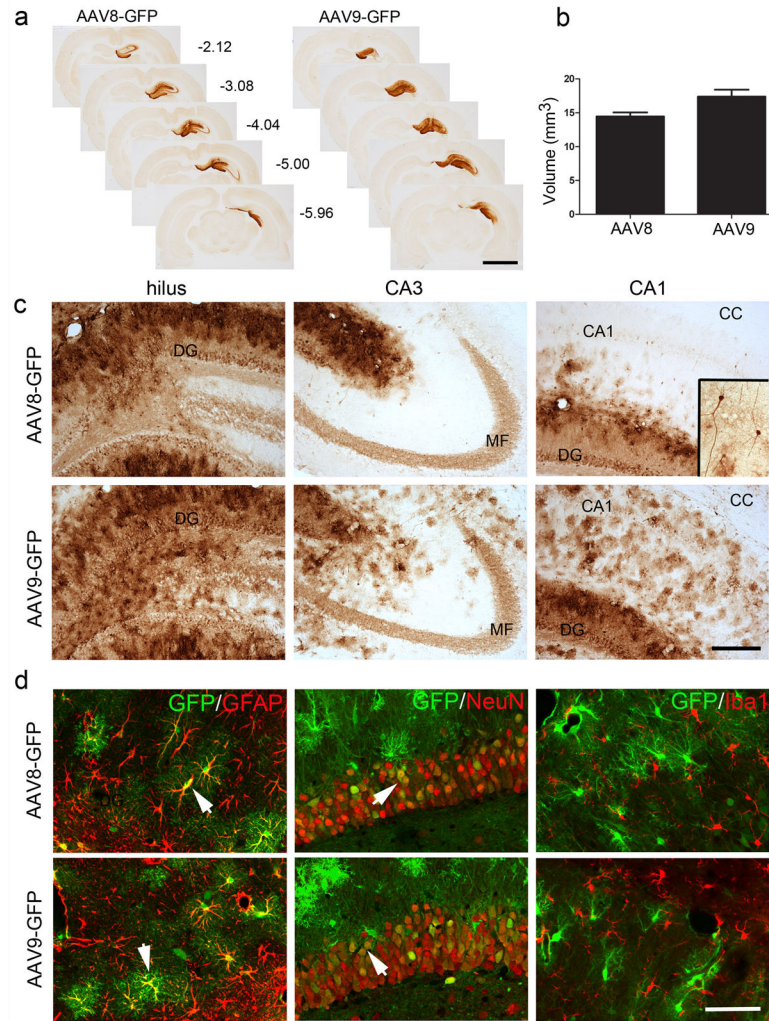 a
AAV8-GFP
AAV9-GFP
-2.12
-3.08
-4.04
-5.00
-5.96
b
Volume (mm³)
20
15
10
5
0
AAV8
AAV9
c
hilus
CA3
CA1
AAV8-GFP
DG
MF
CA1
CC
DG
AAV9-GFP
DG
MF
CA1
CC
DG
d
AAV8-GFP
GFP/GFAP
DG
GFP/NeuN
GFP/Iba1
AAV9-GFP